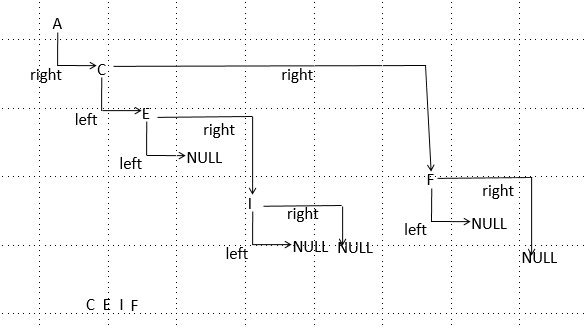 A
right C right
left E right
left NULL
I right F right
left NULL NULL left NULL
NULL
C E I F